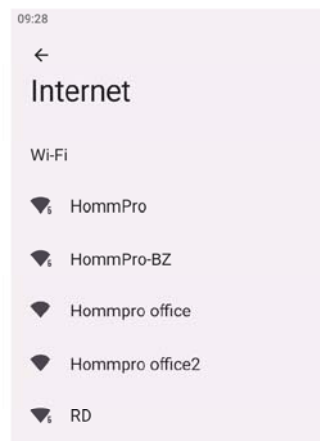 09:28
Internet
Wi-Fi
HommPro
HommPro-BZ
Hommpro office
Hommpro office2
RD